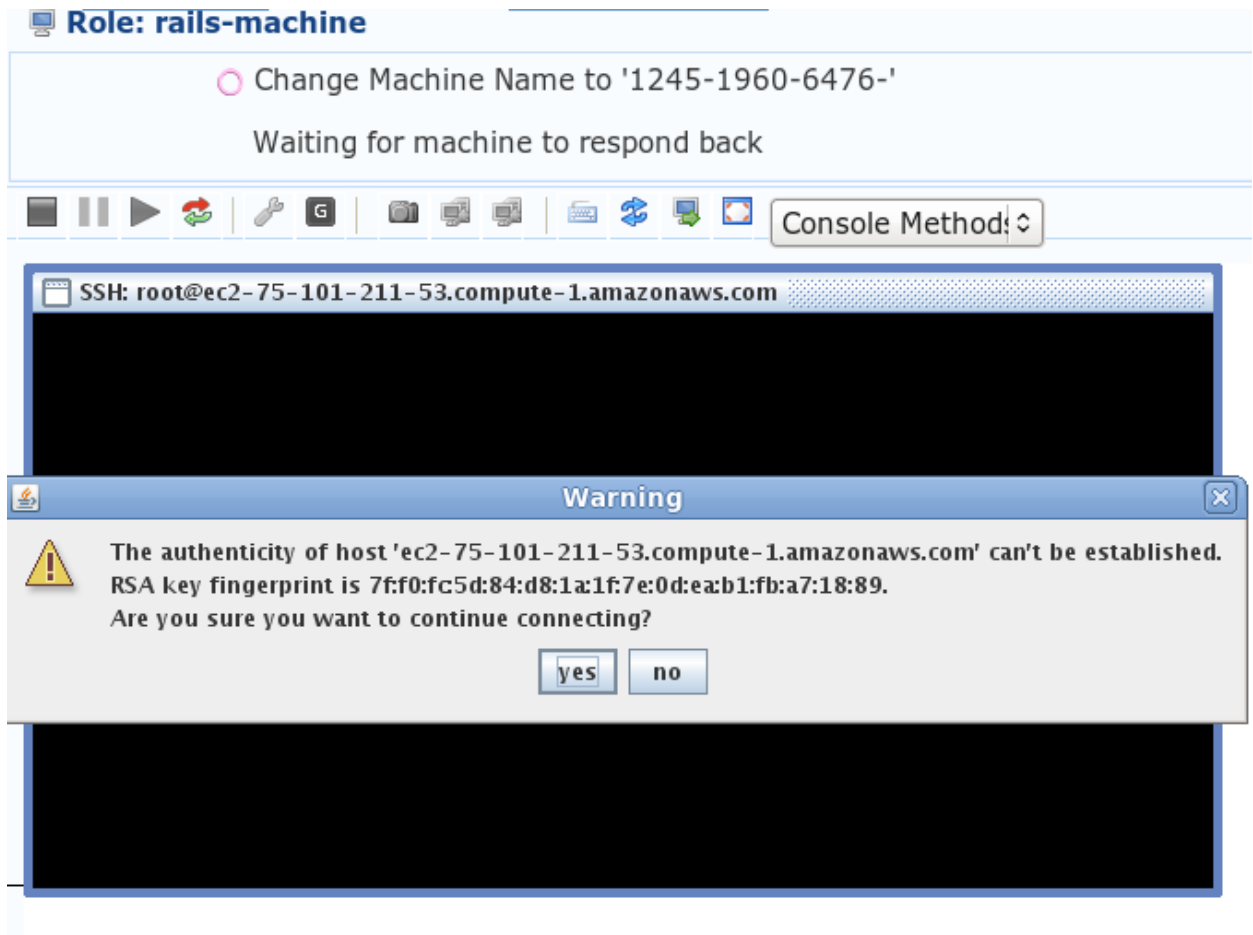 Role: rails-machine
Change Machine Name to '1245-1960-6476-'
Waiting for machine to respond back
G
Console Methods
SSH: root@ec2-75-101-211-53.compute-1.amazonaws.com
Warning
The authenticity of host 'ec2-75-101-211-53.compute-1.amazonaws.com' can't be established.
RSA key fingerprint is 7f:f0:fc:5d:84:d8:1a:1f:7e:0d:ea:b1:fb:a7:18:89.
Are you sure you want to continue connecting?
yes no